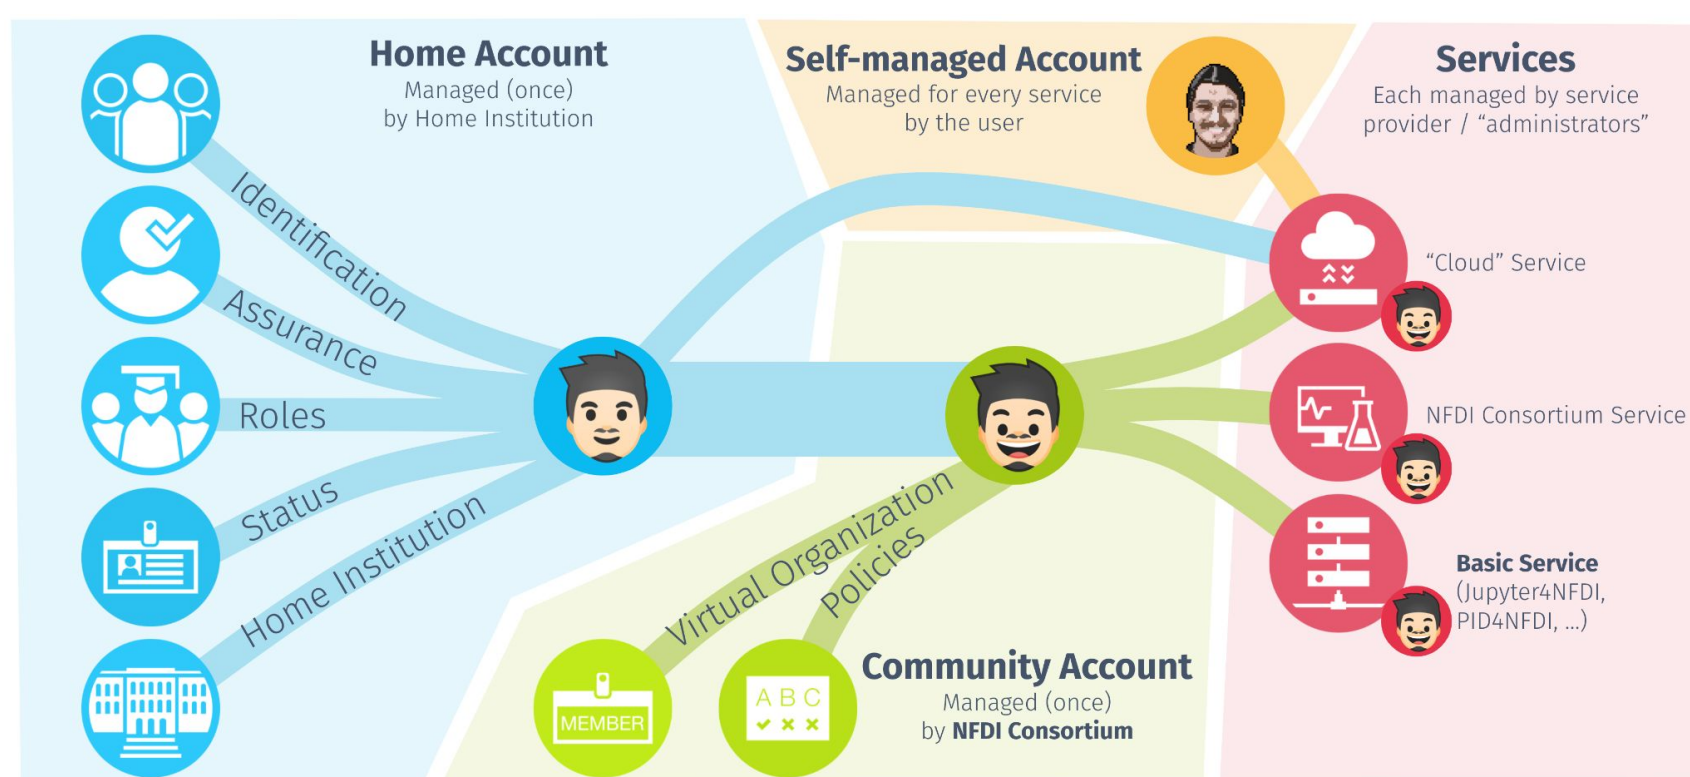 Home Account
Managed (once)
by Home Institution
Self-managed Account
Managed for every service
by the user
Services
Each managed by service
provider / “administrators”
Identification
Assurance
Roles
Status
Home Institution
“Cloud” Service
NFDI Consortium Service
Basic Service
(Jupyter4NFDI,
PID4NFDI, ...)
Virtual Organization
Policies
MEMBER
A B C
Community Account
Managed (once)
by NFDI Consortium